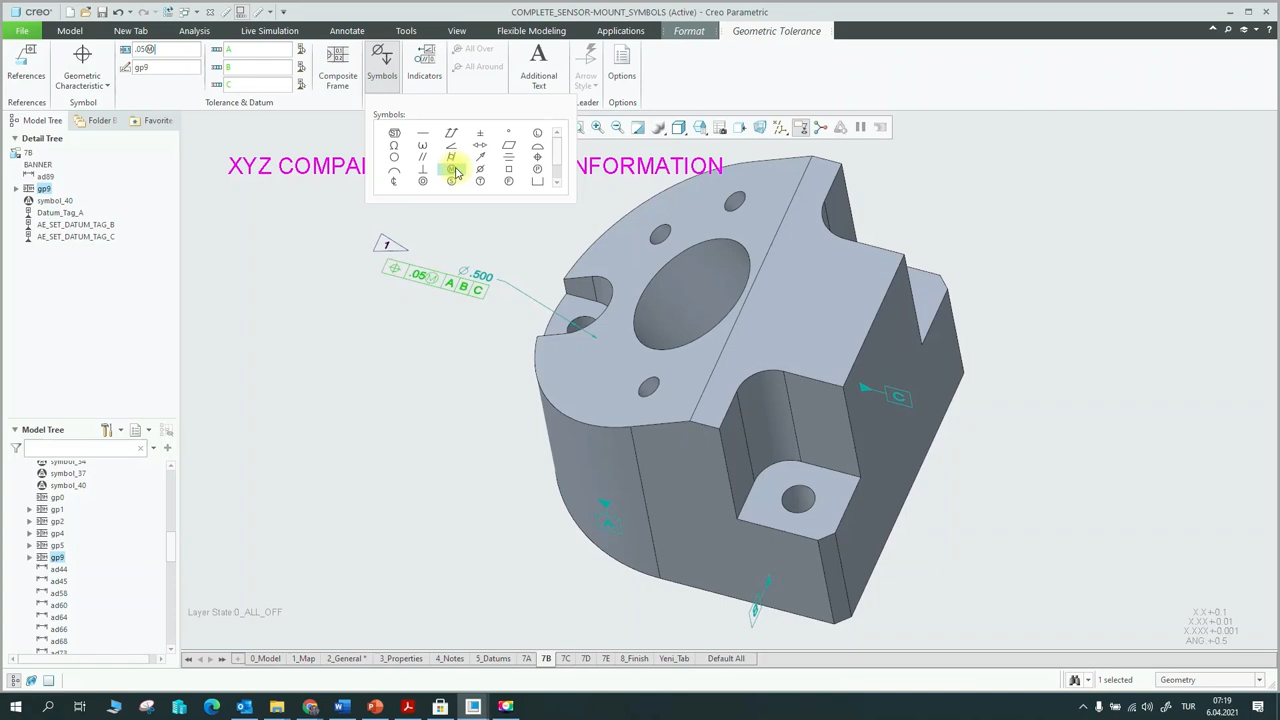 creo
COMPLETE_SENSOR-MOUNT_SYMBOLS (Active) - Creo Parametric
File
Model
New Tab
Analysis
Live Simulation
Annotate
Tools
View
Flexible Modeling
Applications
Format
Geometric Tolerance
.05Ⓜ
gp9
A
B
C
References
Geometric
Characteristic
Composite
Frame
Symbols
Indicators
All Over
All Around
Additional
Text
Arrow
Style
Options
References
Symbol
Tolerance & Datum
Leader
Options
Symbols:
Model Tree
Folder B
Favorite
Detail Tree
7B
BANNER
ad89
gp9
symbol_40
Datum_Tag_A
AE_SET_DATUM_TAG_B
AE_SET_DATUM_TAG_C
XYZ COMPA
NFORMATION
1
Ø.500
.05Ⓜ A B C
C
A
Model Tree
symbol_34
symbol_37
symbol_40
gp0
gp1
gp2
gp4
gp5
gp9
ad44
ad45
ad58
ad60
ad64
ad66
ad68
ad73
Layer State:0_ALL_OFF
X.X+-0.1
X.XX+-0.01
X.XXX+-0.001
ANG.+-0.5
0_Model
1_Map
2_General *
3_Properties
4_Notes
5_Datums
7A
7B
7C
7D
7E
8_Finish
Yeni_Tab
Default All
1 selected
Geometry
TUR
07:19
6.04.2021